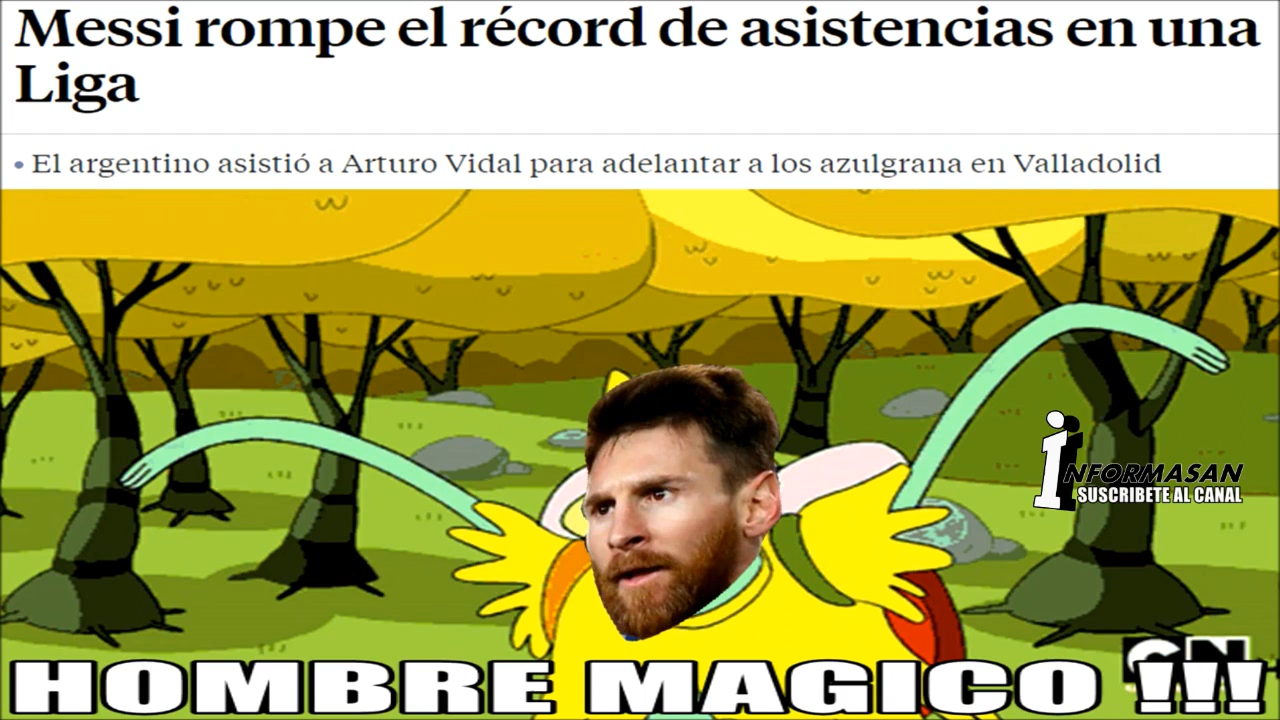 Messi rompe el récord de asistencias en una
Liga
• El argentino asistió a Arturo Vidal para adelantar a los azulgrana en Valladolid
INFORMASAN
SUSCRIBETE AL CANAL
CN
HOMBRE MAGICO !!!